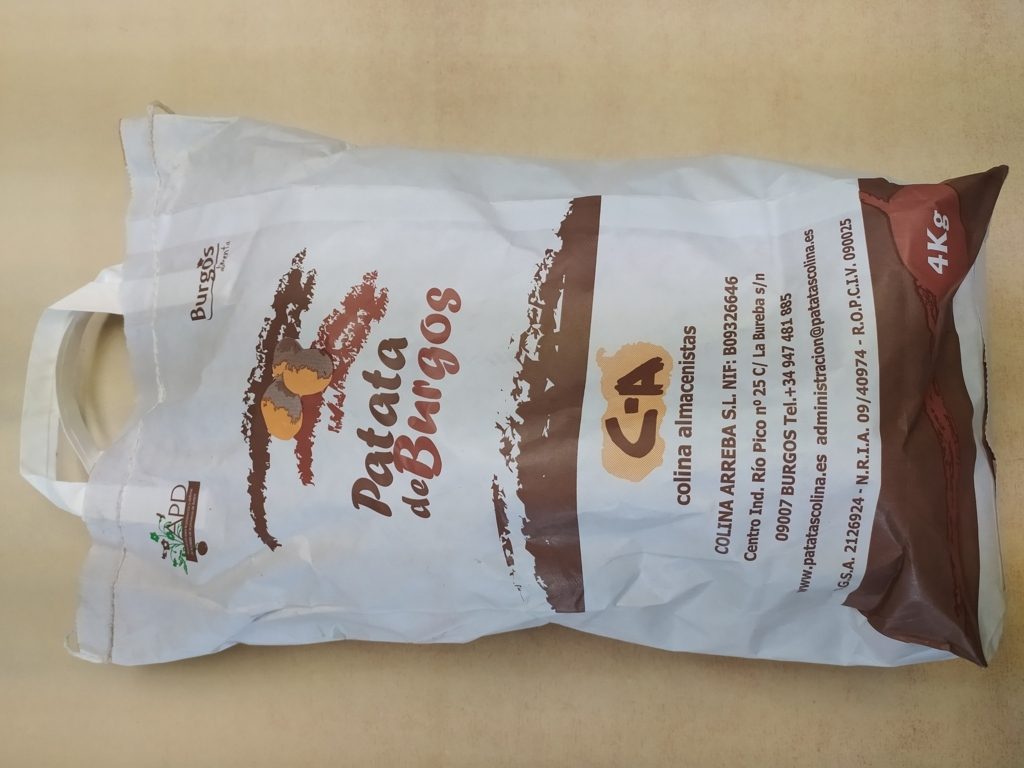 APD
Burgos
alimenta
Patata
de Burgos
C-A
colina almacenistas
COLINA ARREBA S.L. NIF: B09326646
Centro Ind. Río Pico nº 25 C/ La Bureba s/n
09007 BURGOS Tel.+34 947 481 885
www.patatascolina.es administracion@patatascolina.es
R.G.S.A. 2126924 - N.R.I.A. 09/40974 - R.O.P.C.I.V. 090025
4Kg